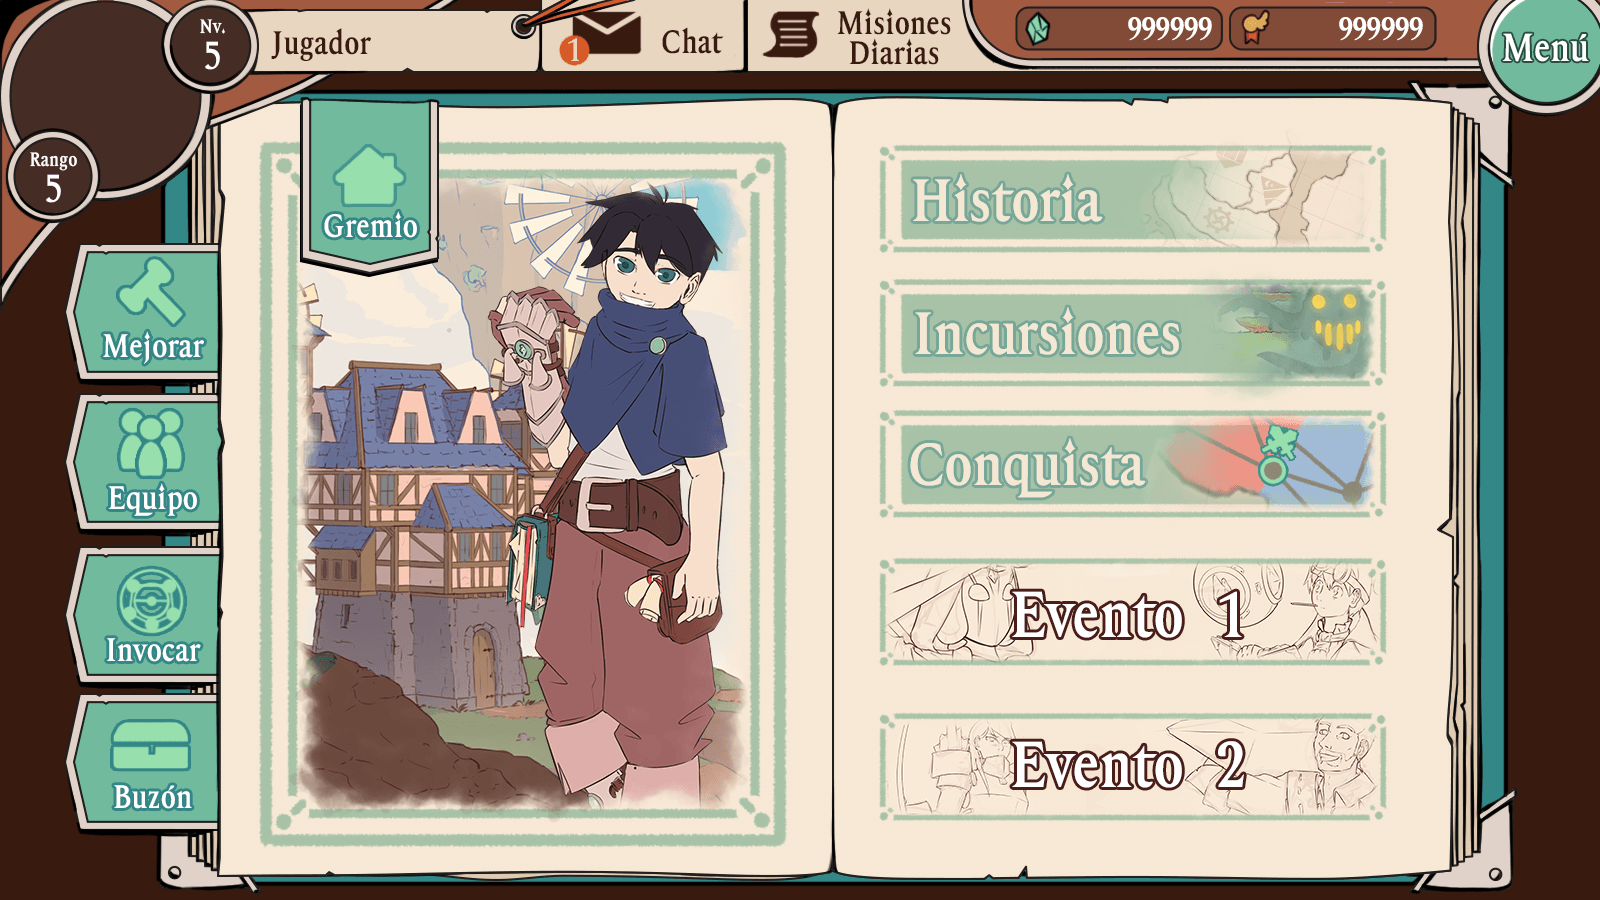 Nv.
5
Jugador
1
Chat
Misiones
Diarias
999999
999999
Menú
Rango
5
Gremio
Mejorar
Equipo
Invocar
Buzón
Historia
Incursiones
Conquista
Evento 1
Evento 2